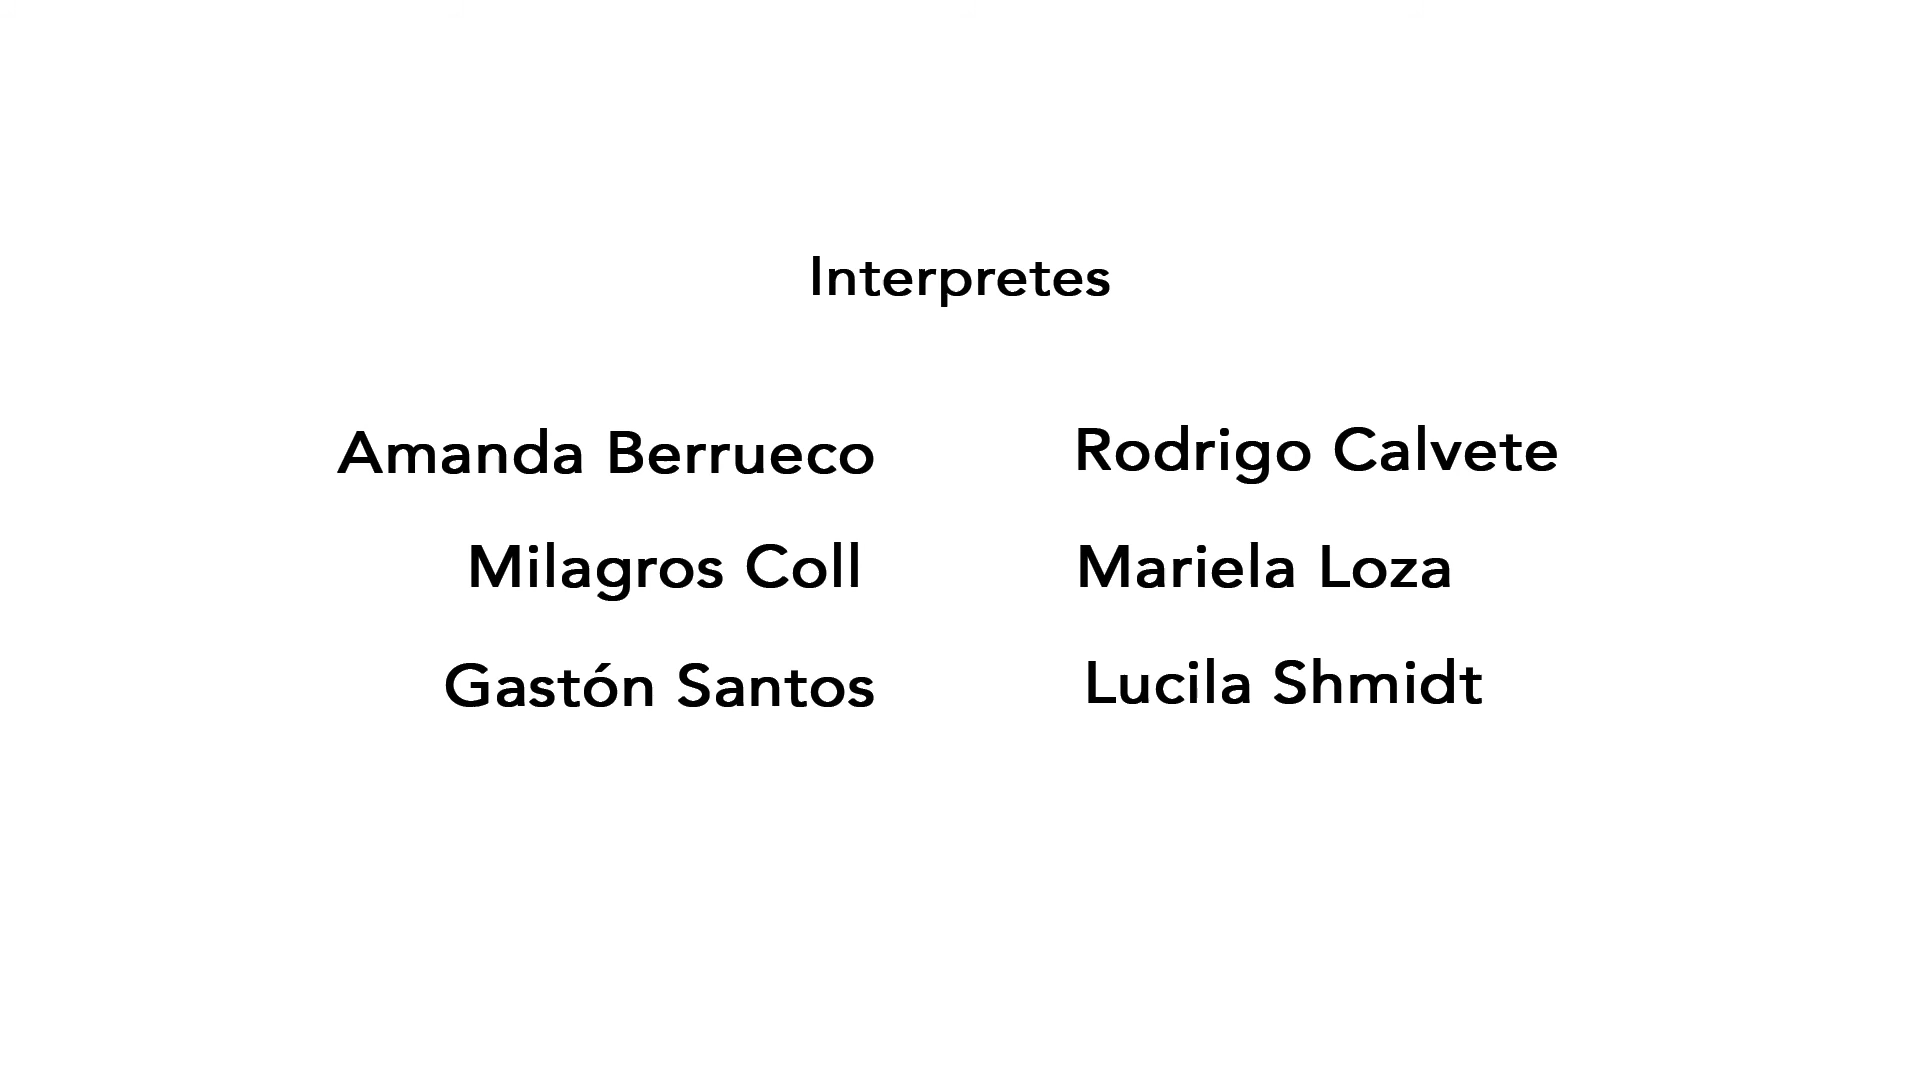 Interpretes
Amanda Berrueco
Rodrigo Calvete
Milagros Coll
Mariela Loza
Gastón Santos
Lucila Shmidt